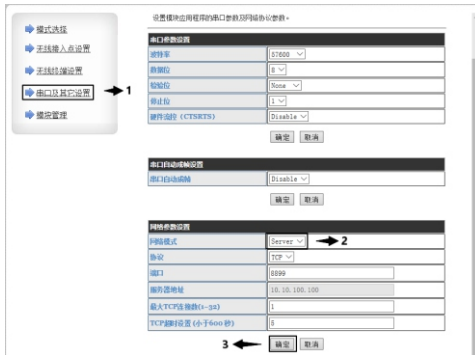 设置模块应用程序的串口参数及网络协议参数。
模式选择
无线接入点设置
无线终端设置
串口及其它设置
1
模块管理
串口参数设置
波特率 57600
数据位 8
检验位 None
停止位 1
硬件流控 (CTSRTS) Disable
确定 取消
串口自动成帧设置
串口自动成帧 Disable
确定 取消
网络参数设置
网络模式 Server
2
协议 TCP
端口 8899
服务器地址 10.10.100.100
最大TCP连接数(1~32) 1
TCP超时设置 (小于600 秒)
3
确定 取消